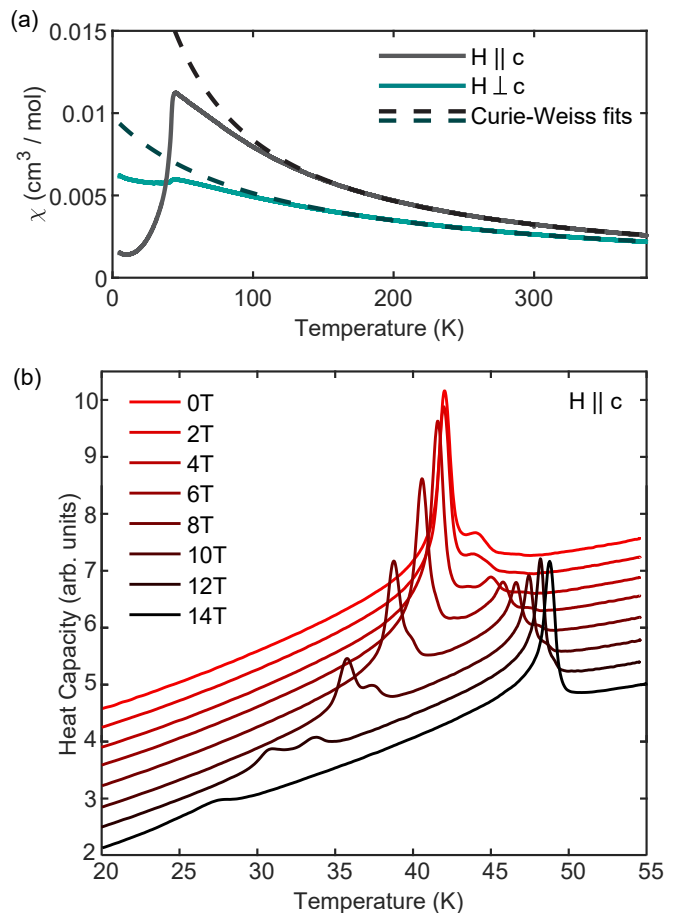 (a)
0.015
0.01
0.005
0
χ (cm³ / mol)
H || c
H ⊥ c
Curie-Weiss fits
0 100 200 300
Temperature (K)
(b)
10
9
8
7
6
5
4
3
2
Heat Capacity (arb. units)
H || c
0T
2T
4T
6T
8T
10T
12T
14T
20 25 30 35 40 45 50 55
Temperature (K)